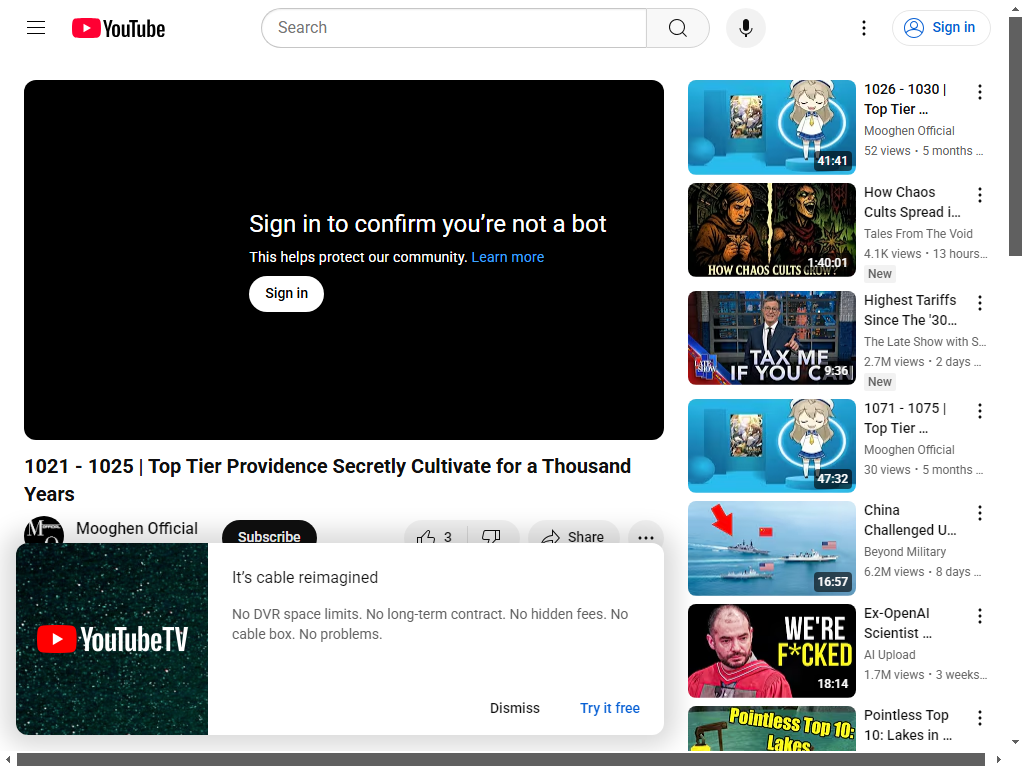 YouTube
Search
Sign in
Sign in to confirm you’re not a bot
This helps protect our community. Learn more
Sign in
1021 - 1025 | Top Tier Providence Secretly Cultivate for a Thousand
Years
Mooghen Official
Subscribe
3
Share
YouTubeTV
It’s cable reimagined
No DVR space limits. No long-term contract. No hidden fees. No
cable box. No problems.
Dismiss
Try it free
41:41
1026 - 1030 |
Top Tier ...
Mooghen Official
52 views • 5 months ...
HOW CHAOS CULTS GROW?
1:40:01
How Chaos
Cults Spread i...
Tales From The Void
4.1K views • 13 hours...
New
LATE SHOW
TAX ME
IF YOU CAN
9:36
Highest Tariffs
Since The '30...
The Late Show with S...
2.7M views • 2 days ...
New
47:32
1071 - 1075 |
Top Tier ...
Mooghen Official
30 views • 5 months ...
16:57
China
Challenged U...
Beyond Military
6.2M views • 8 days ...
WE'RE
F*CKED
18:14
Ex-OpenAI
Scientist ...
AI Upload
1.7M views • 3 weeks...
Pointless Top 10:
Lakes
Pointless Top
10: Lakes in ...